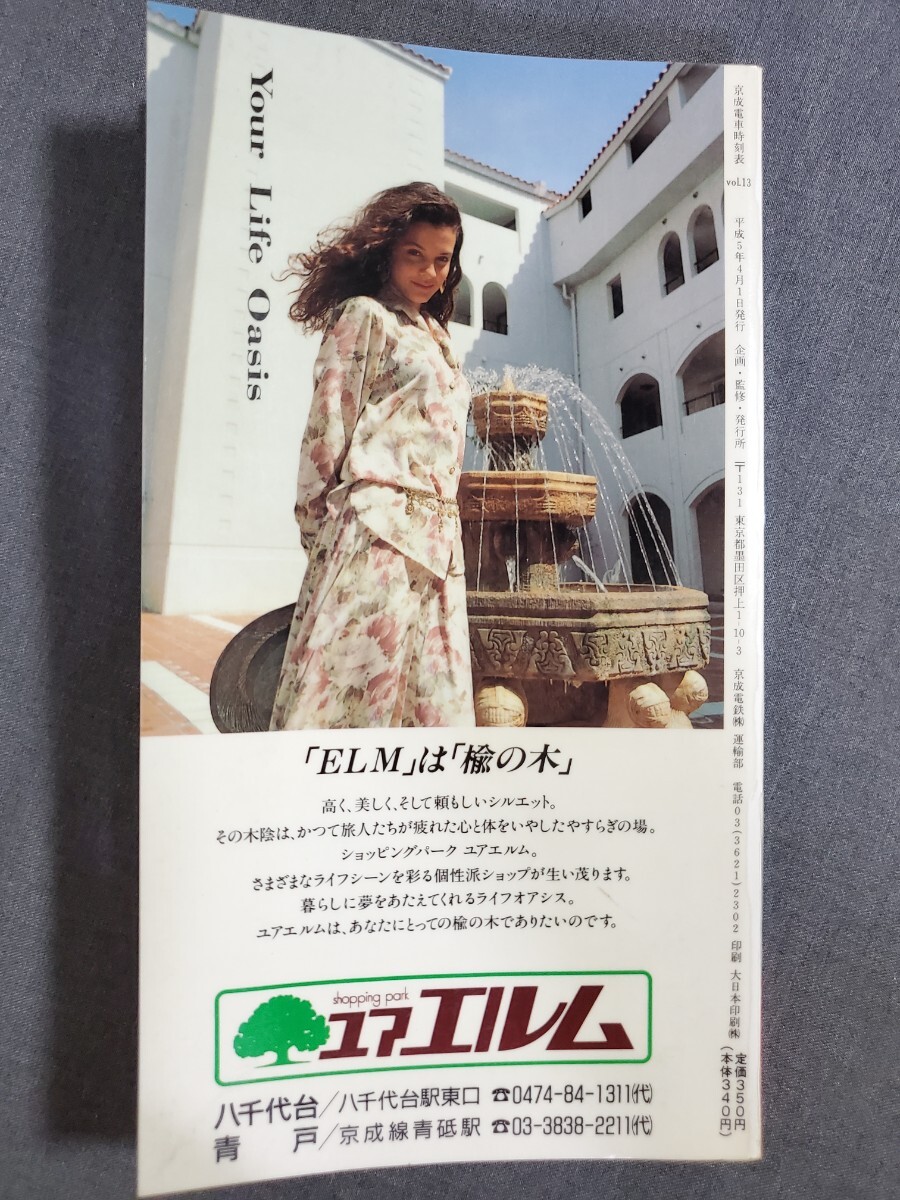 Your Life Oasis
「ELM」は「楡の木」
高く、美しく、そして頼もしいシルエット。
その木陰は、かつて旅人たちが疲れた心と体をいやしたやすらぎの場。
ショッピングパーク ユアエルム。
さまざまなライフシーンを彩る個性派ショップが生い茂ります。
暮らしに夢をあたえてくれるライフオアシス。
ユアエルムは、あなたにとっての楡の木でありたいのです。
shopping park
ユアエルム
八千代台/八千代台駅東口 ☎0474-84-1311㈹
青戸/京成線青砥駅 ☎03-3838-2211㈹
京成電車時刻表 vol.13 平成5年4月1日発行 企画・監修・発行所 〒131 東京都墨田区押上1-10-3 京成電鉄㈱ 運輸部 電話03(3621)2302 印刷 大日本印刷㈱ 定価350円
(本体340円)